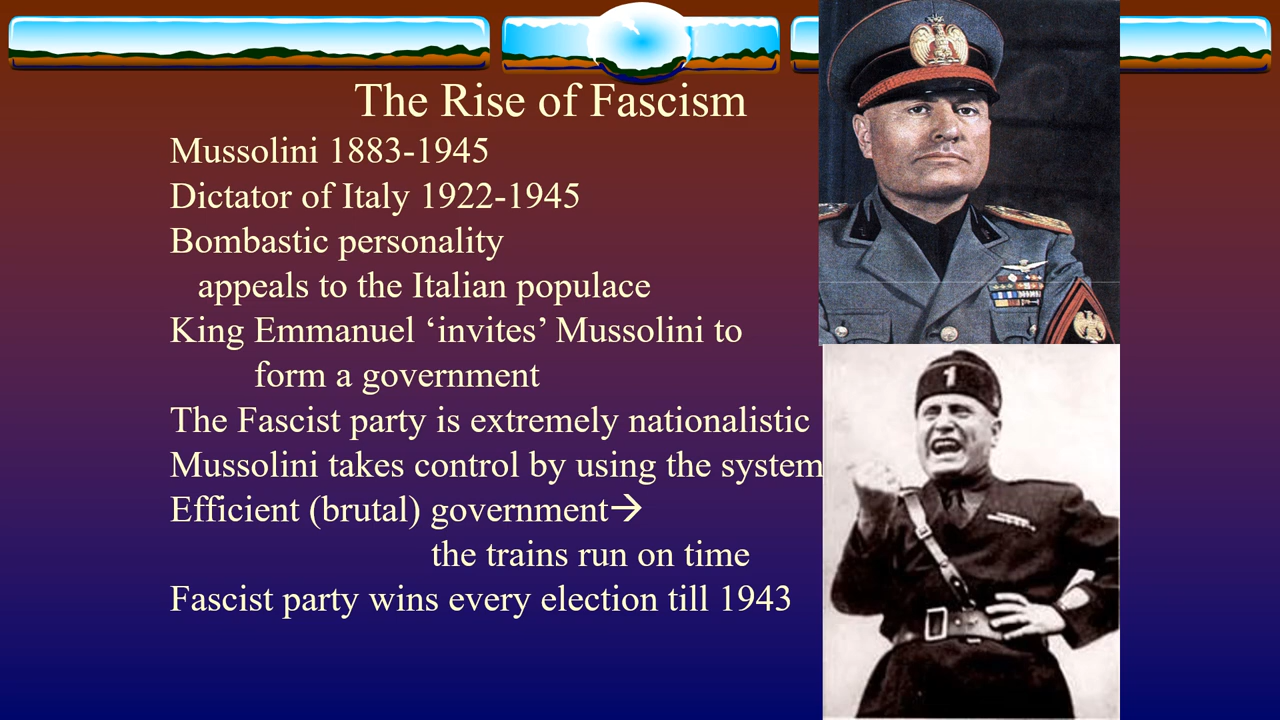 The Rise of Fascism
Mussolini 1883-1945
Dictator of Italy 1922-1945
Bombastic personality
appeals to the Italian populace
King Emmanuel ‘invites’ Mussolini to
form a government
The Fascist party is extremely nationalistic
Mussolini takes control by using the system
Efficient (brutal) government→
the trains run on time
Fascist party wins every election till 1943
1